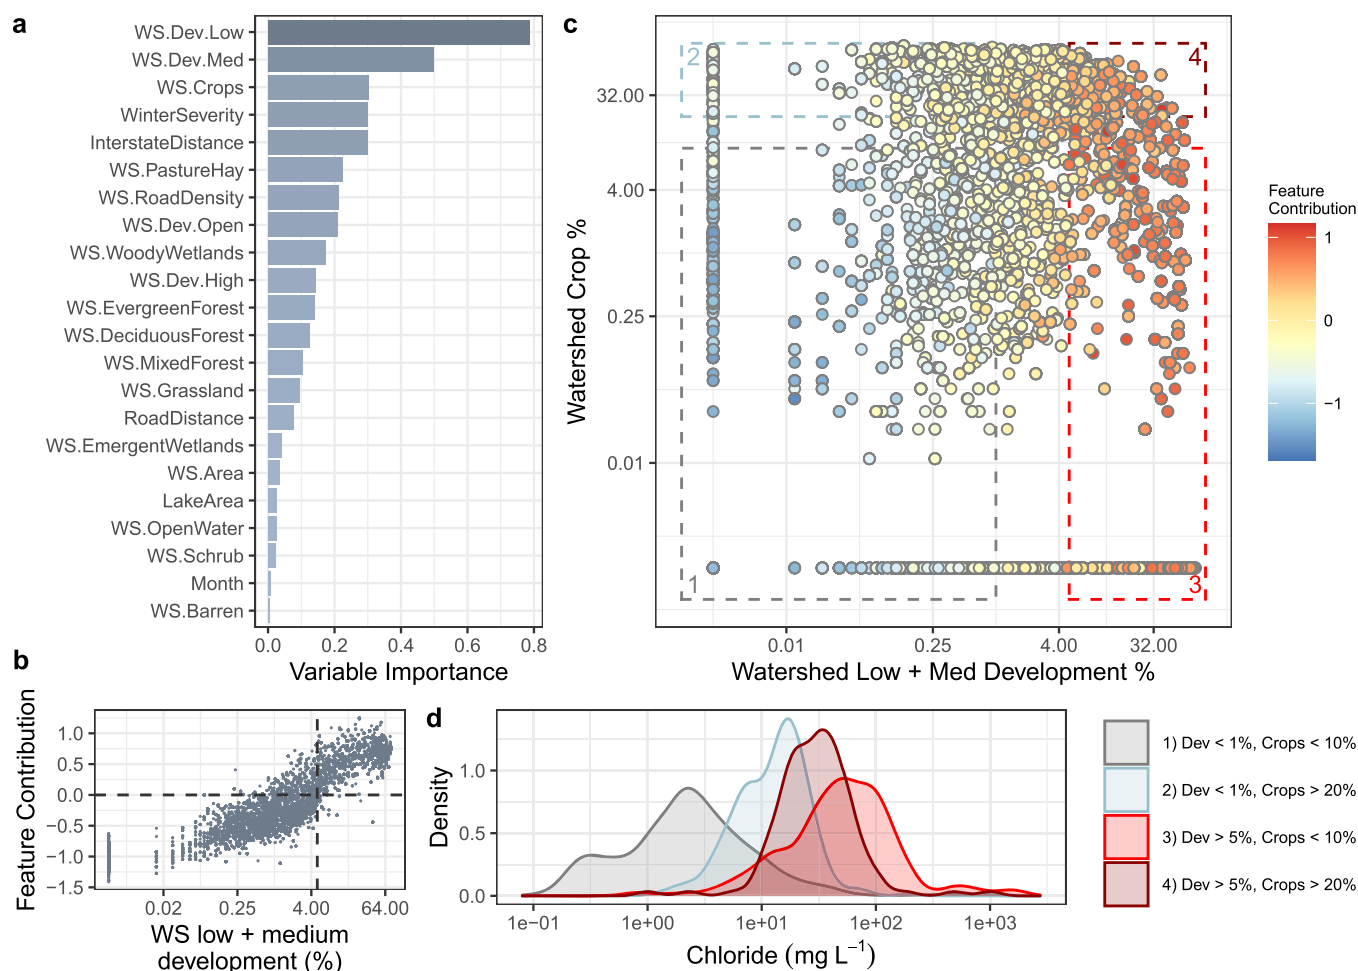 a
WS.Dev.Low
WS.Dev.Med
WS.Crops
WinterSeverity
InterstateDistance
WS.PastureHay
WS.RoadDensity
WS.Dev.Open
WS.WoodyWetlands
WS.Dev.High
WS.EvergreenForest
WS.DeciduousForest
WS.MixedForest
WS.Grassland
RoadDistance
WS.EmergentWetlands
WS.Area
LakeArea
WS.OpenWater
WS.Schrub
Month
WS.Barren
0.0 0.2 0.4 0.6 0.8
Variable Importance
b
Feature Contribution
1.0
0.5
0.0
−0.5
−1.0
−1.5
0.02 0.25 4.00 64.00
WS low + medium
development (%)
c
Watershed Crop %
32.00
4.00
0.25
0.01
2
4
1
3
0.01 0.25 4.00 32.00
Watershed Low + Med Development %
Feature
Contribution
1
0
−1
d
Density
1.0
0.5
0.0
1e−01 1e+00 1e+01 1e+02 1e+03
Chloride (mg L−1)
1) Dev < 1%, Crops < 10%
2) Dev < 1%, Crops > 20%
3) Dev > 5%, Crops < 10%
4) Dev > 5%, Crops > 20%